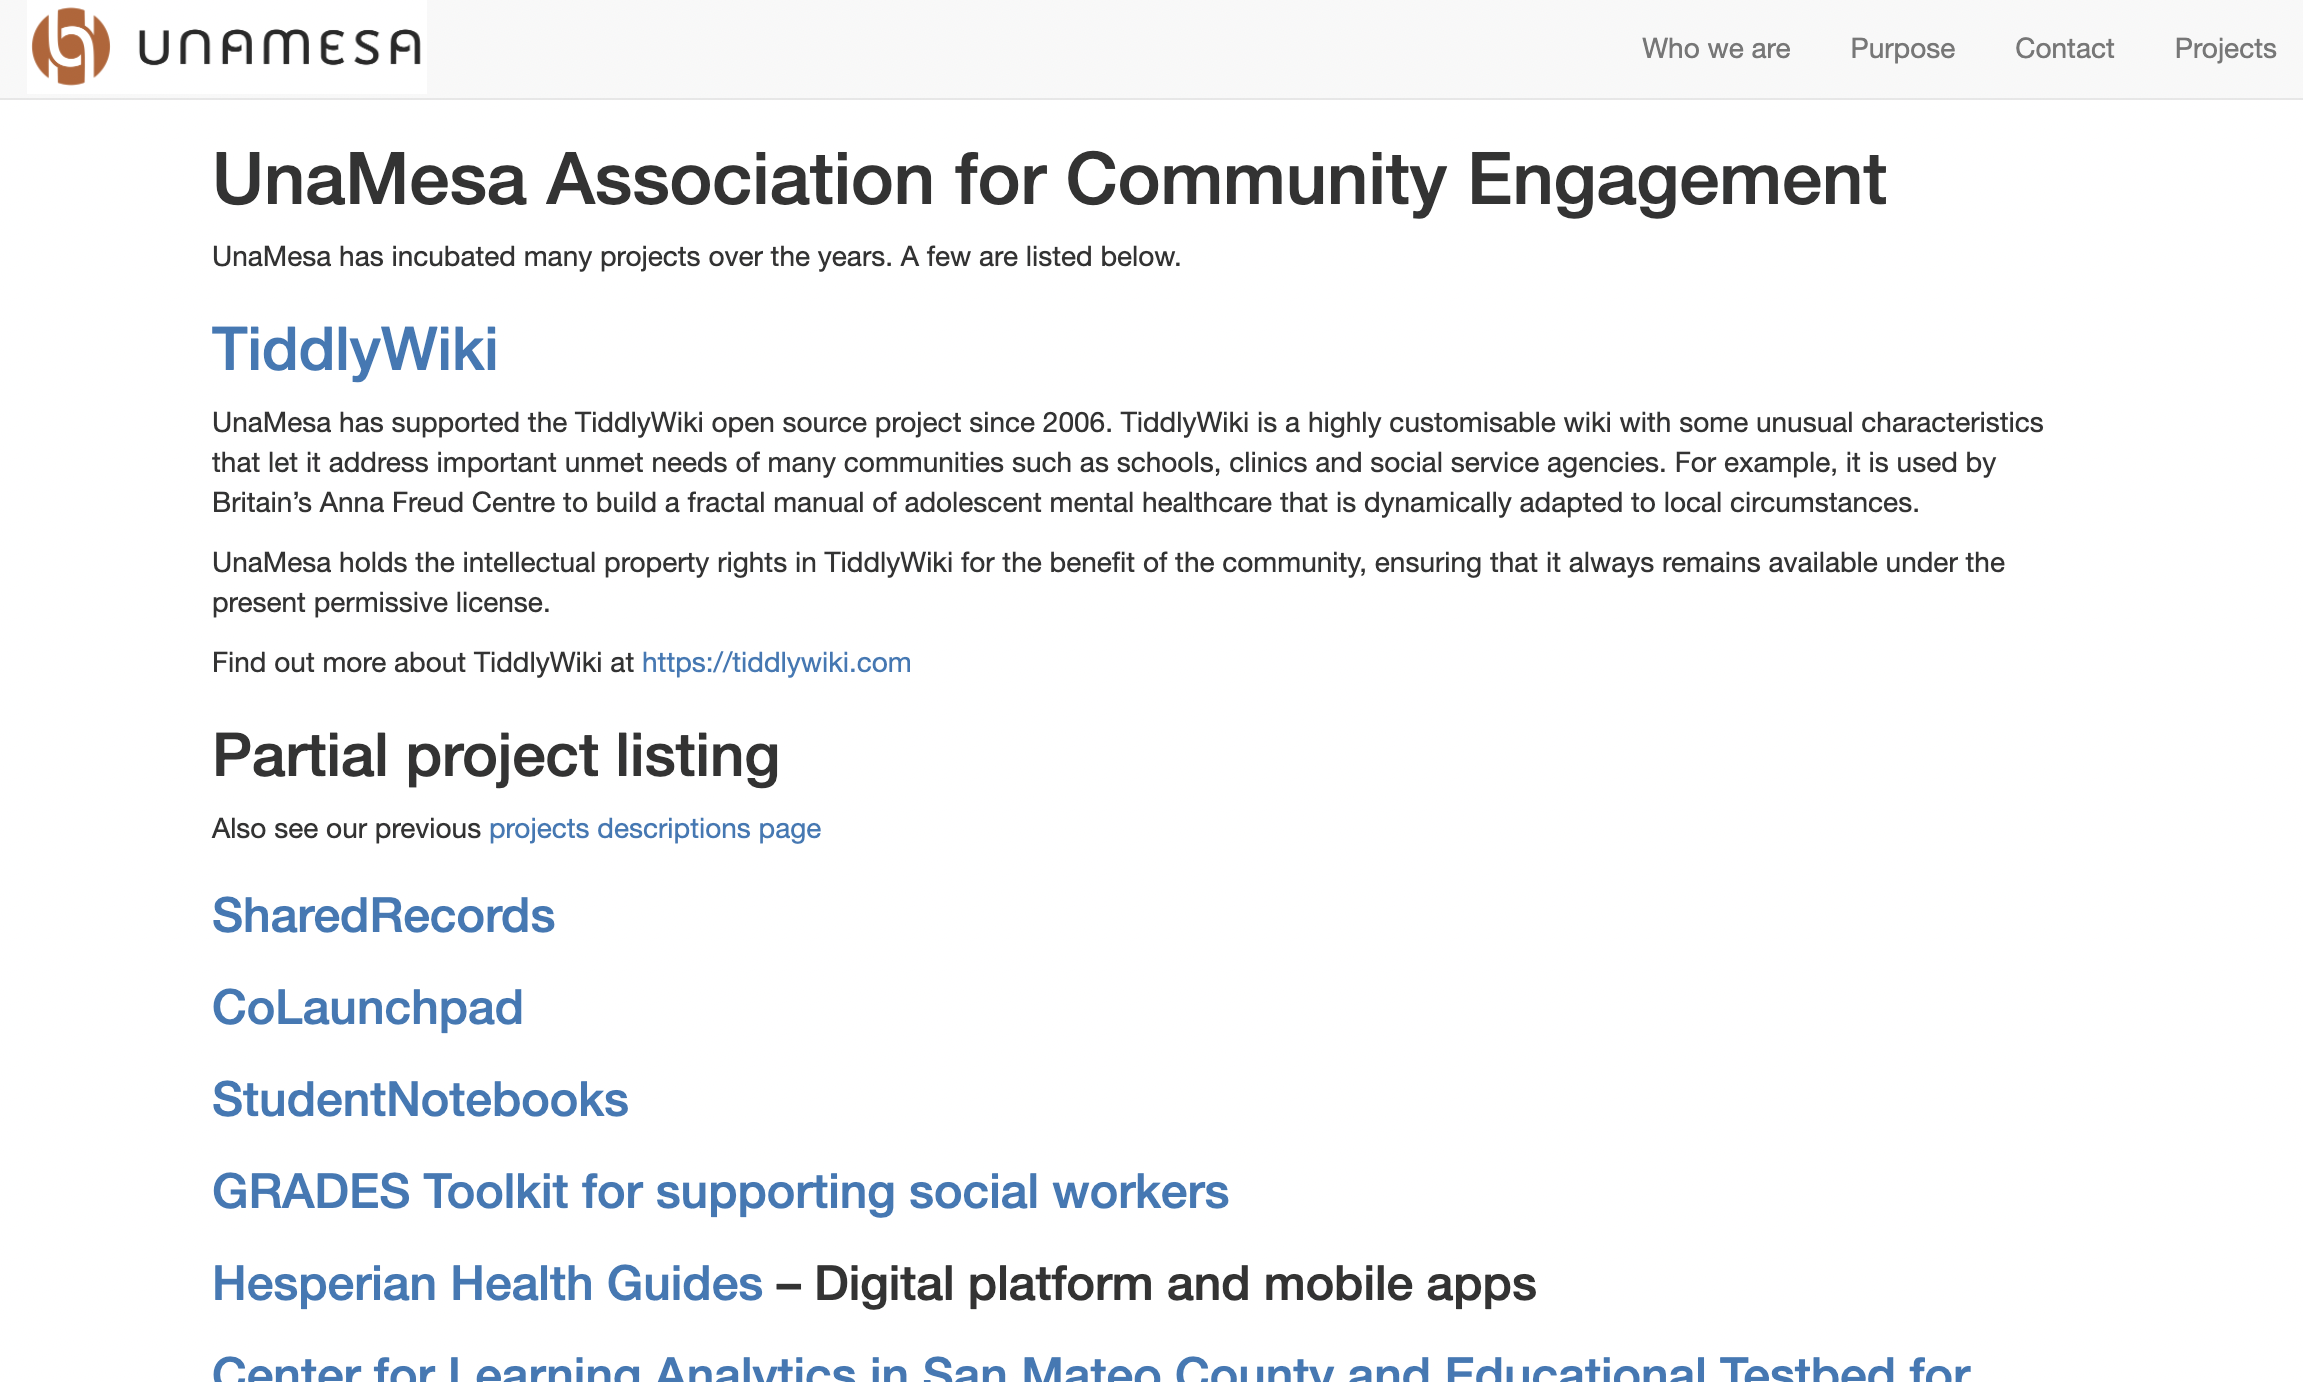 UNAMESA
Who we are
Purpose
Contact
Projects
UnaMesa Association for Community Engagement
UnaMesa has incubated many projects over the years. A few are listed below.
TiddlyWiki
UnaMesa has supported the TiddlyWiki open source project since 2006. TiddlyWiki is a highly customisable wiki with some unusual characteristics
that let it address important unmet needs of many communities such as schools, clinics and social service agencies. For example, it is used by
Britain’s Anna Freud Centre to build a fractal manual of adolescent mental healthcare that is dynamically adapted to local circumstances.
UnaMesa holds the intellectual property rights in TiddlyWiki for the benefit of the community, ensuring that it always remains available under the
present permissive license.
Find out more about TiddlyWiki at https://tiddlywiki.com
Partial project listing
Also see our previous projects descriptions page
SharedRecords
CoLaunchpad
StudentNotebooks
GRADES Toolkit for supporting social workers
Hesperian Health Guides – Digital platform and mobile apps
Center for Learning Analytics in San Mateo County and Educational Testbed for